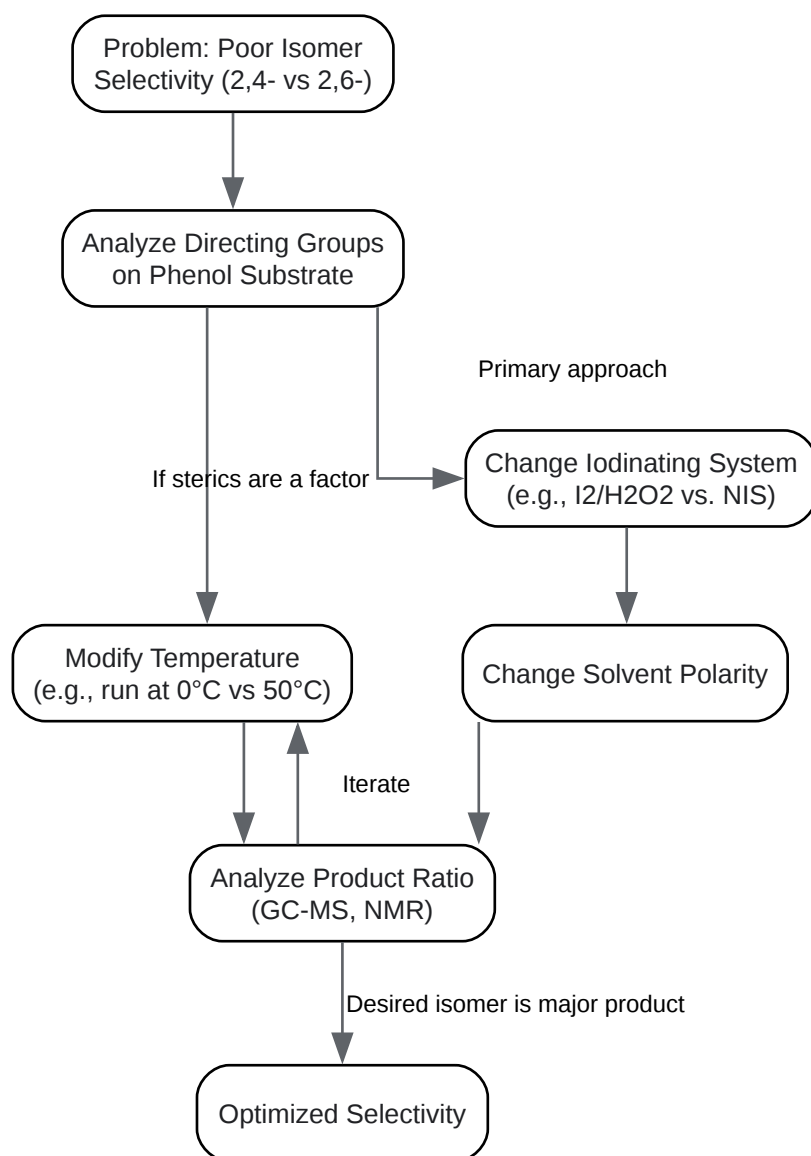 Problem: Poor Isomer
Selectivity (2,4- vs 2,6-)
Analyze Directing Groups
on Phenol Substrate
Primary approach
If sterics are a factor
Change Iodinating System
(e.g., I2/H2O2 vs. NIS)
Modify Temperature
(e.g., run at 0°C vs 50°C)
Change Solvent Polarity
Iterate
Analyze Product Ratio
(GC-MS, NMR)
Desired isomer is major product
Optimized Selectivity